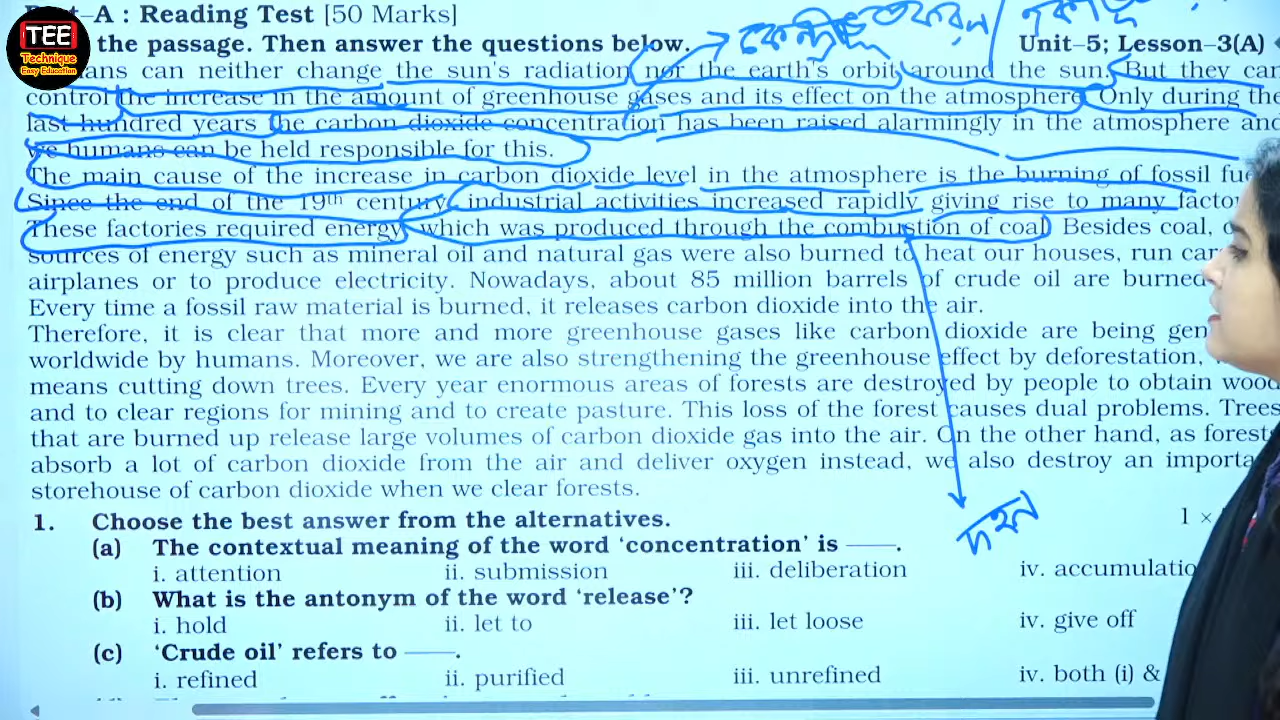 Part–A : Reading Test [50 Marks]
TEE
Technique
Easy Education
the passage. Then answer the questions below. Unit–5; Lesson–3(A)
can neither change the sun's radiation nor the earth's orbit around the sun. But they can
control the increase in the amount of greenhouse gases and its effect on the atmosphere. Only during the
last hundred years the carbon dioxide concentration has been raised alarmingly in the atmosphere and
we humans can be held responsible for this.
The main cause of the increase in carbon dioxide level in the atmosphere is the burning of fossil
Since the end of the 19th century, industrial activities increased rapidly giving rise to many
These factories required energy, which was produced through the combustion of coal. Besides coal,
sources of energy such as mineral oil and natural gas were also burned to heat our houses, run
airplanes or to produce electricity. Nowadays, about 85 million barrels of crude oil are burned
Every time a fossil raw material is burned, it releases carbon dioxide into the air.
Therefore, it is clear that more and more greenhouse gases like carbon dioxide are being
worldwide by humans. Moreover, we are also strengthening the greenhouse effect by deforestation,
means cutting down trees. Every year enormous areas of forests are destroyed by people to obtain wood
and to clear regions for mining and to create pasture. This loss of the forest causes dual problems. Trees
that are burned up release large volumes of carbon dioxide gas into the air. On the other hand, as forests
absorb a lot of carbon dioxide from the air and deliver oxygen instead, we also destroy an
storehouse of carbon dioxide when we clear forests.
দহন
1. Choose the best answer from the alternatives. 1 ×
(a) The contextual meaning of the word ‘concentration’ is ——.
i. attention ii. submission iii. deliberation iv. accumulatio
(b) What is the antonym of the word ‘release’?
i. hold ii. let to iii. let loose iv. give off
(c) ‘Crude oil’ refers to ——.
i. refined ii. purified iii. unrefined iv. both (i) &